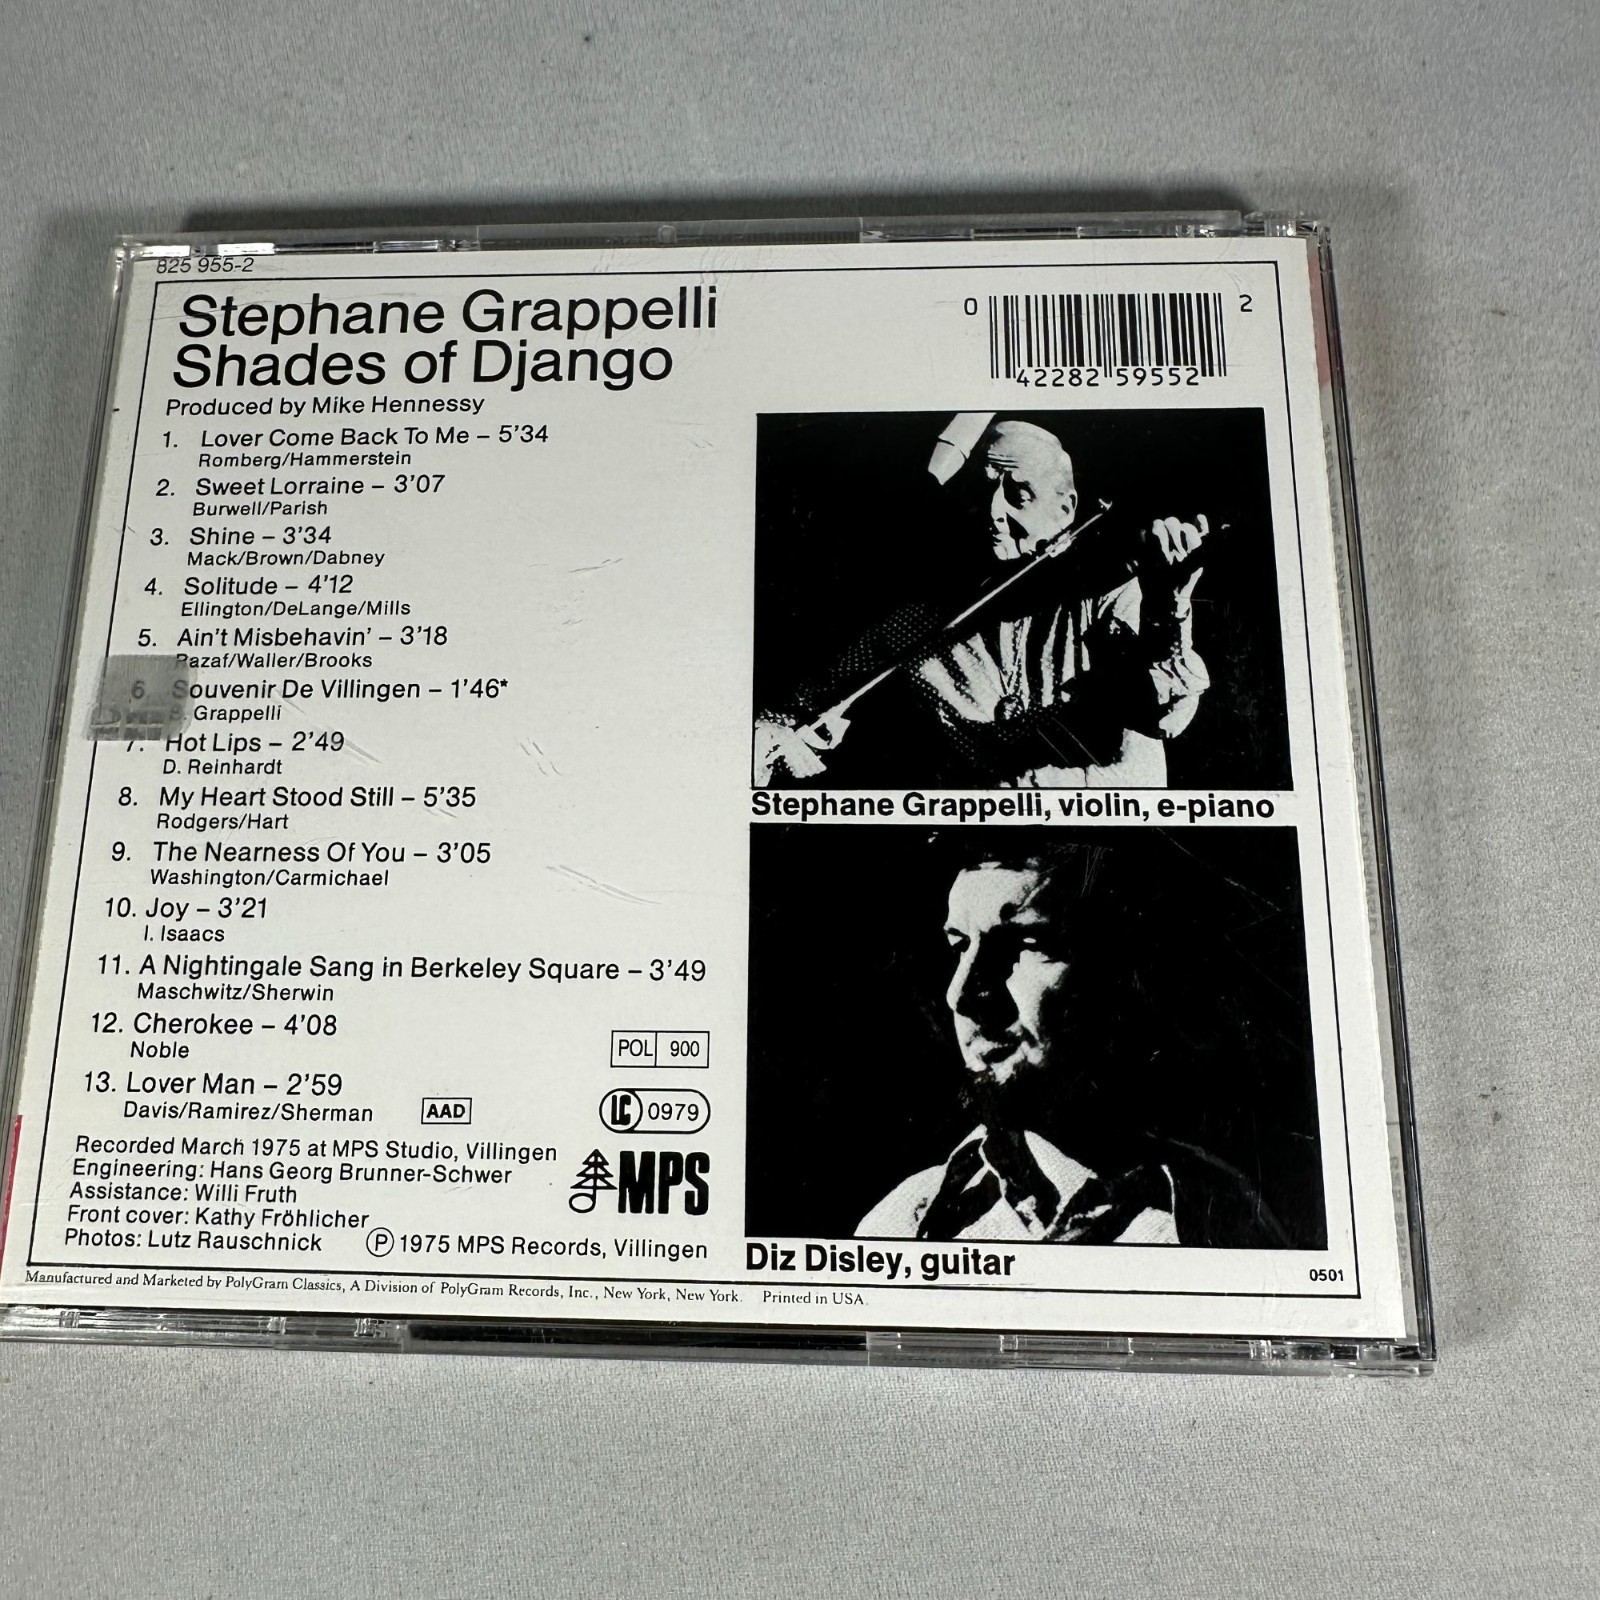 825 955-2
Stephane Grappelli
Shades of Django
Produced by Mike Hennessy
1. Lover Come Back To Me – 5'34
Romberg/Hammerstein
2. Sweet Lorraine – 3'07
Burwell/Parish
3. Shine – 3'34
Mack/Brown/Dabney
4. Solitude – 4'12
Ellington/DeLange/Mills
5. Ain't Misbehavin' – 3'18
Razaf/Waller/Brooks
6. Souvenir De Villingen – 1'46*
S. Grappelli
7. Hot Lips – 2'49
D. Reinhardt
8. My Heart Stood Still – 5'35
Rodgers/Hart
9. The Nearness Of You – 3'05
Washington/Carmichael
10. Joy – 3'21
I. Isaacs
11. A Nightingale Sang in Berkeley Square – 3'49
Maschwitz/Sherwin
12. Cherokee – 4'08
Noble
13. Lover Man – 2'59
Davis/Ramirez/Sherman
AAD
POL 900
LC 0979
MPS
Recorded March 1975 at MPS Studio, Villingen
Engineering: Hans Georg Brunner-Schwer
Assistance: Willi Fruth
Front cover: Kathy Fröhlicher
Photos: Lutz Rauschnick
Ⓟ 1975 MPS Records, Villingen
Manufactured and Marketed by PolyGram Classics, A Division of PolyGram Records, Inc., New York, New York. Printed in USA.
0 42282 59552 2
Stephane Grappelli, violin, e-piano
Diz Disley, guitar
0501